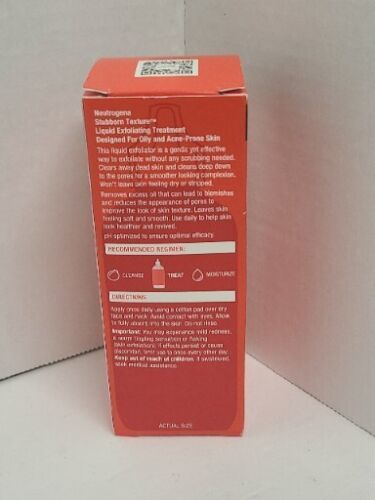 Neutrogena
Stubborn Texture™
Liquid Exfoliating Treatment
Designed For Oily and Acne-Prone Skin
This liquid exfoliator is a gentle yet effective
way to exfoliate without any scrubbing needed.
Clears away dead skin and cleans deep down
to the pores for a smoother looking complexion.
Won't leave skin feeling dry or stripped.
Removes excess oil that can lead to blemishes
and reduces the appearance of pores to
improve the look of skin texture. Leaves skin
feeling soft and smooth. Use daily to help skin
look healthier and revived.
pH optimized to ensure optimal efficacy.
RECOMMENDED REGIMEN:
CLEANSE TREAT MOISTURIZE
DIRECTIONS:
Apply once daily using a cotton pad over dry
face and neck. Avoid contact with eyes. Allow
to fully absorb into the skin. Do not rinse.
Important: You may experience mild redness,
a warm tingling sensation or flaking
(skin exfoliation). If effects persist or cause
discomfort, limit use to once every other day.
Keep out of reach of children. If swallowed,
seek medical assistance.
ACTUAL SIZE